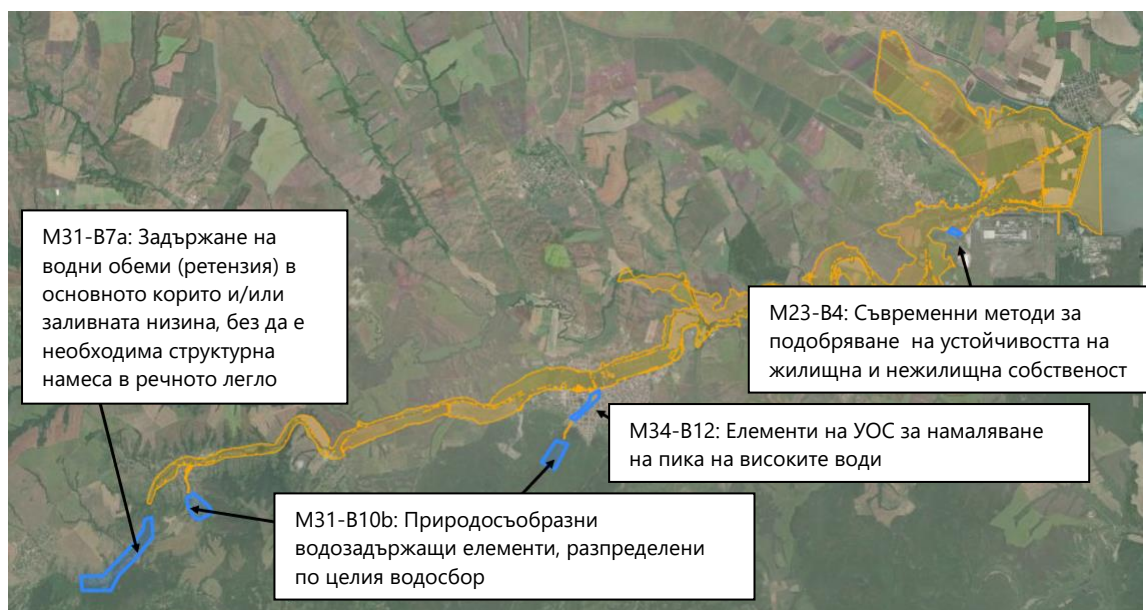 M31-B7a: Задържане на
водни обеми (ретензия) в
основното корито и/или
заливната низина, без да е
необходима структурна
намеса в речното легло
M23-B4: Съвременни методи за
подобряване на устойчивостта на
жилищна и нежилищна собственост
M34-B12: Елементи на УОС за намаляване
на пика на високите води
M31-B10b: Природосъобразни
водозадържащи елементи, разпределени
по целия водосбор